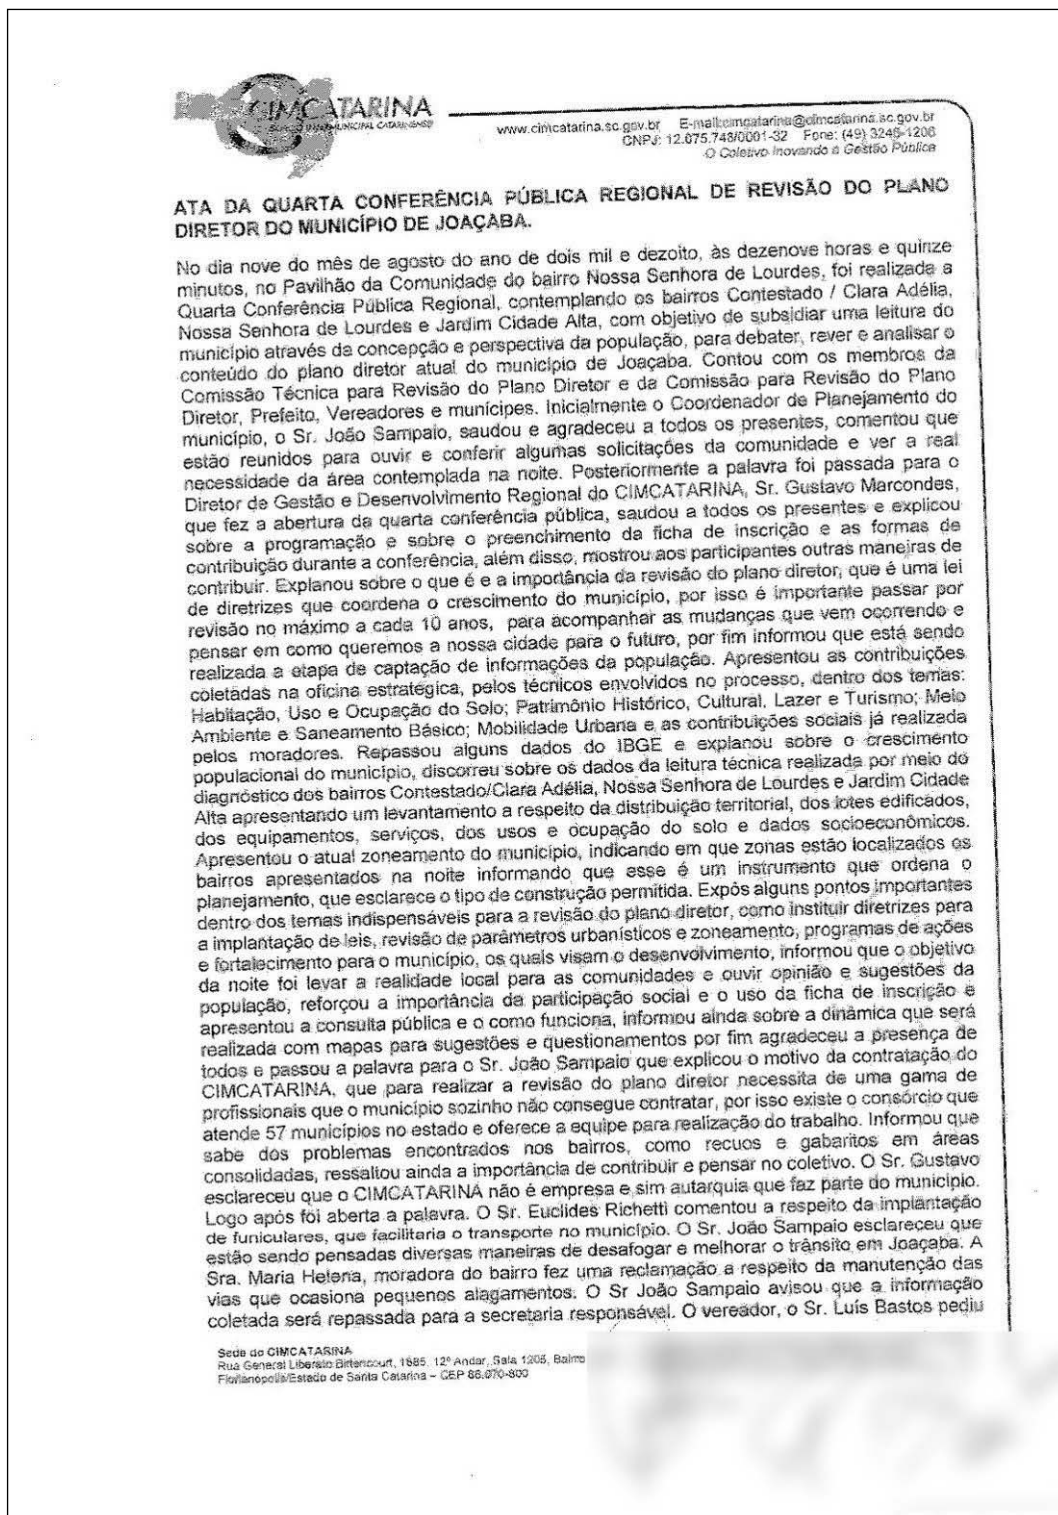 CIMCATARINA
www.cimcatarina.sc.gov.br E-mail:cimcatarina@cimcatarina.sc.gov.br
CNPJ: 12.075.748/0001-32 Fone: (49) 3246-1206
O Coletivo Inovando a Gestão Pública
ATA DA QUARTA CONFERÊNCIA PÚBLICA REGIONAL DE REVISÃO DO PLANO
DIRETOR DO MUNICÍPIO DE JOAÇABA.
No dia nove do mês de agosto do ano de dois mil e dezoito, às dezenove horas e quinze
minutos, no Pavilhão da Comunidade do bairro Nossa Senhora de Lourdes, foi realizada a
Quarta Conferência Pública Regional, contemplando os bairros Contestado / Clara Adélia,
Nossa Senhora de Lourdes e Jardim Cidade Alta, com objetivo de subsidiar uma leitura do
município através da concepção e perspectiva da população, para debater, rever e analisar o
conteúdo do plano diretor atual do município de Joaçaba. Contou com os membros da
Comissão Técnica para Revisão do Plano Diretor e da Comissão para Revisão do Plano
Diretor, Prefeito, Vereadores e munícipes. Inicialmente o Coordenador de Planejamento do
município, o Sr. João Sampaio, saudou e agradeceu a todos os presentes, comentou que
estão reunidos para ouvir e conferir algumas solicitações da comunidade e ver a real
necessidade da área contemplada na noite. Posteriormente a palavra foi passada para o
Diretor de Gestão e Desenvolvimento Regional do CIMCATARINA, Sr. Gustavo Marcondes,
que fez a abertura da quarta conferência pública, saudou a todos os presentes e explicou
sobre a programação e sobre o preenchimento da ficha de inscrição e as formas de
contribuição durante a conferência, além disso, mostrou aos participantes outras maneiras de
contribuir. Explanou sobre o que é e a importância da revisão do plano diretor, que é uma lei
de diretrizes que coordena o crescimento do município, por isso é importante passar por
revisão no máximo a cada 10 anos, para acompanhar as mudanças que vem ocorrendo e
pensar em como queremos a nossa cidade para o futuro, por fim informou que está sendo
realizada a etapa de captação de informações da população. Apresentou as contribuições
coletadas na oficina estratégica, pelos técnicos envolvidos no processo, dentro dos temas:
Habitação, Uso e Ocupação do Solo; Patrimônio Histórico, Cultural, Lazer e Turismo; Meio
Ambiente e Saneamento Básico; Mobilidade Urbana e as contribuições sociais já realizada
pelos moradores. Repassou alguns dados do IBGE e explanou sobre o crescimento
populacional do município, discorreu sobre os dados da leitura técnica realizada por meio do
diagnóstico dos bairros Contestado/Clara Adélia, Nossa Senhora de Lourdes e Jardim Cidade
Alta apresentando um levantamento a respeito da distribuição territorial, dos lotes edificados,
dos equipamentos, serviços, dos usos e ocupação do solo e dados socioeconômicos.
Apresentou o atual zoneamento do município, indicando em que zonas estão localizados os
bairros apresentados na noite informando que esse é um instrumento que ordena o
planejamento, que esclarece o tipo de construção permitida. Expôs alguns pontos importantes
dentro dos temas indispensáveis para a revisão do plano diretor, como instituir diretrizes para
a implantação de leis, revisão de parâmetros urbanísticos e zoneamento, programas de ações
e fortalecimento para o município, os quais visam o desenvolvimento, informou que o objetivo
da noite foi levar a realidade local para as comunidades e ouvir opinião e sugestões da
população, reforçou a importância da participação social e o uso da ficha de inscrição e
apresentou a consulta pública e o como funciona, informou ainda sobre a dinâmica que será
realizada com mapas para sugestões e questionamentos por fim agradeceu a presença de
todos e passou a palavra para o Sr. João Sampaio que explicou o motivo da contratação do
CIMCATARINA, que para realizar a revisão do plano diretor necessita de uma gama de
profissionais que o município sozinho não consegue contratar, por isso existe o consórcio que
atende 57 municípios no estado e oferece a equipe para realização do trabalho. Informou que
sabe dos problemas encontrados nos bairros, como recuos e gabaritos em áreas
consolidadas, ressaltou ainda a importância de contribuir e pensar no coletivo. O Sr. Gustavo
esclareceu que o CIMCATARINA não é empresa e sim autarquia que faz parte do município.
Logo após foi aberta a palavra. O Sr. Euclides Richetti comentou a respeito da implantação
de funiculares, que facilitaria o transporte no município. O Sr. João Sampaio esclareceu que
estão sendo pensadas diversas maneiras de desafogar e melhorar o trânsito em Joaçaba. A
Sra. Maria Helena, moradora do bairro fez uma reclamação a respeito da manutenção das
vias que ocasiona pequenos alagamentos. O Sr João Sampaio avisou que a informação
coletada será repassada para a secretaria responsável. O vereador, o Sr. Luís Bastos pediu
Sede do CIMCATARINA
Rua General Liberato Bittencourt, 1885, 12º Andar, Sala 1205, Bairro
Florianópolis/Estado de Santa Catarina – CEP 88.070-800